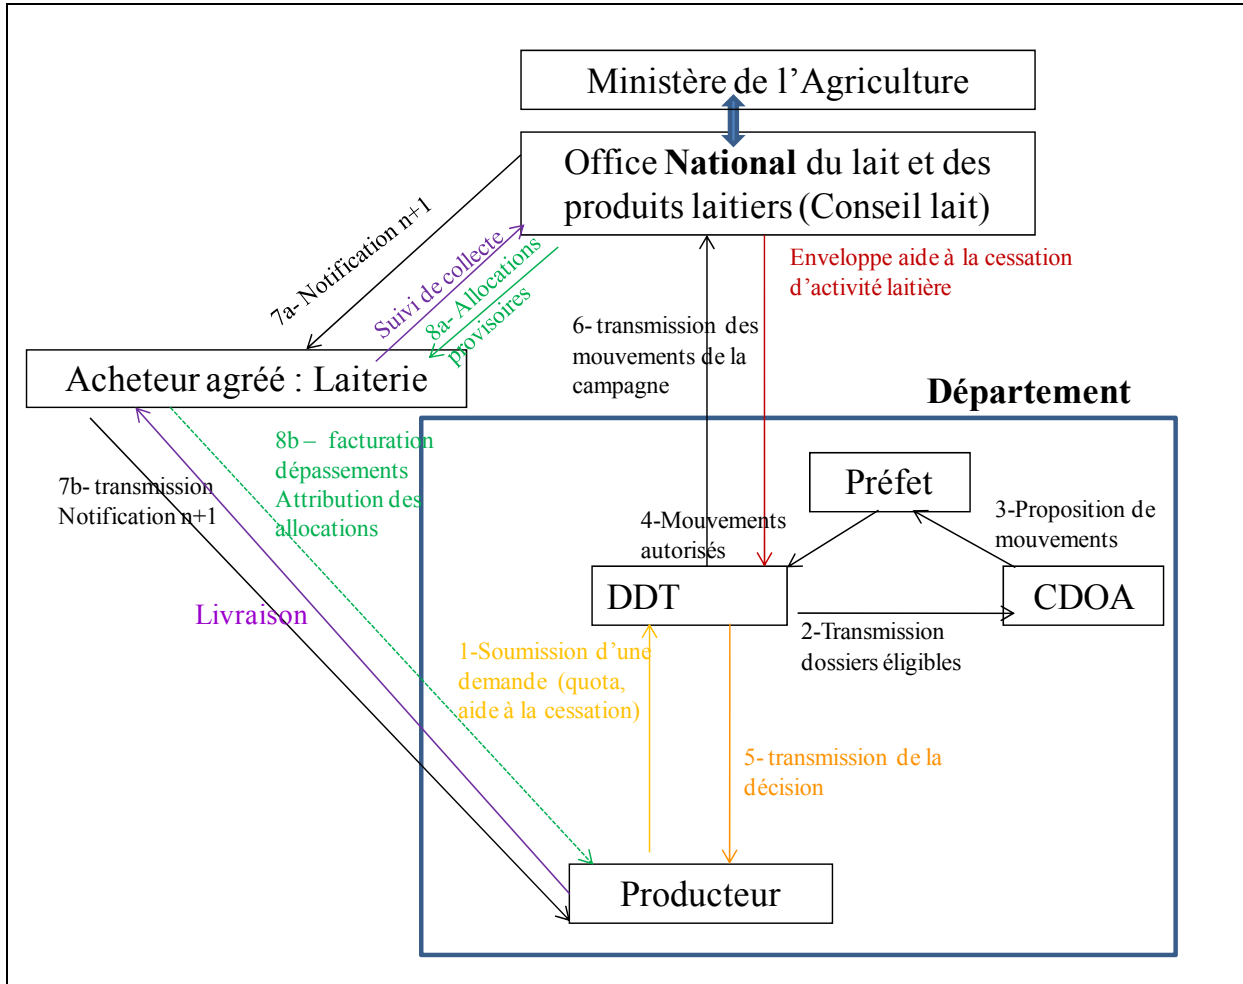 Ministère de l’Agriculture
Office National du lait et des
produits laitiers (Conseil lait)
7a- Notification n+1
Suivi de collecte
8a- Allocations
provisoires
Enveloppe aide à la cessation
d’activité laitière
6- transmission des
mouvements de la
campagne
Acheteur agréé : Laiterie
Département
8b – facturation
dépassements
Attribution des
allocations
7b- transmission
Notification n+1
Préfet
4-Mouvements
autorisés
3-Proposition de
mouvements
DDT
CDOA
Livraison
2-Transmission
dossiers éligibles
1-Soumission d’une
demande (quota,
aide à la cessation)
5- transmission de la
décision
Producteur